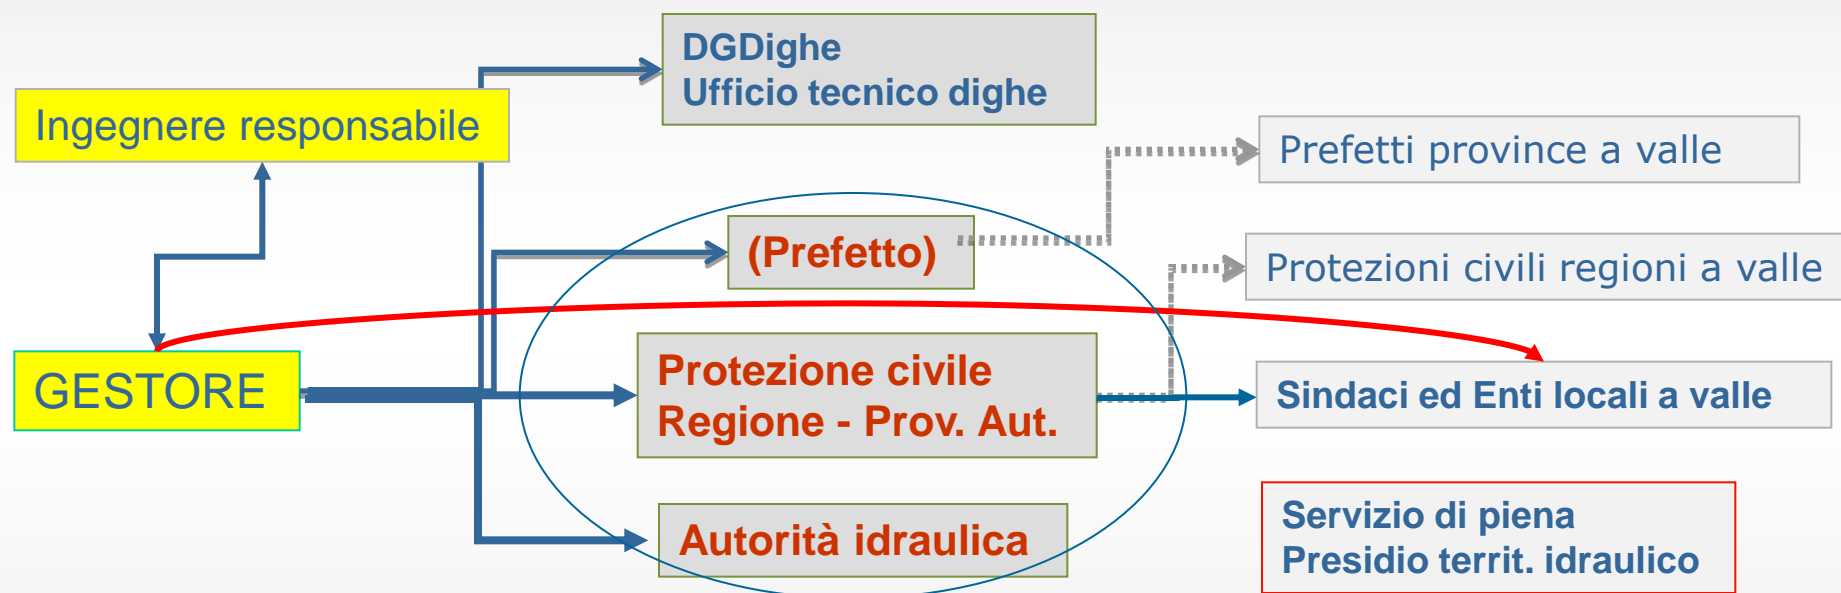 DGDighe
Ufficio tecnico dighe
Ingegnere responsabile
Prefetti province a valle
(Prefetto)
Protezioni civili regioni a valle
GESTORE
Protezione civile
Regione - Prov. Aut.
Sindaci ed Enti locali a valle
Autorità idraulica
Servizio di piena
Presidio territ. idraulico